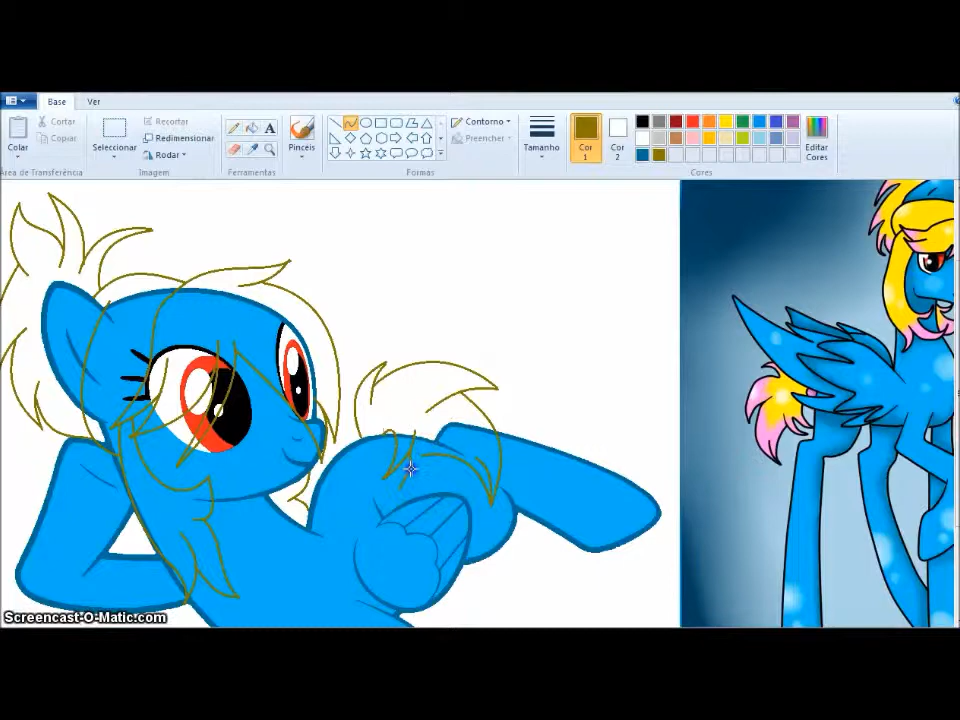 Base Ver
Colar
Cortar
Copiar
Área de Transferência
Selecionar
Recortar
Redimensionar
Rodar
Imagem
A
Ferramentas
Pincéis
Contorno
Preencher
Formas
Tamanho
Cor 1
Cor 2
Editar Cores
Cores
Screencast-O-Matic.com